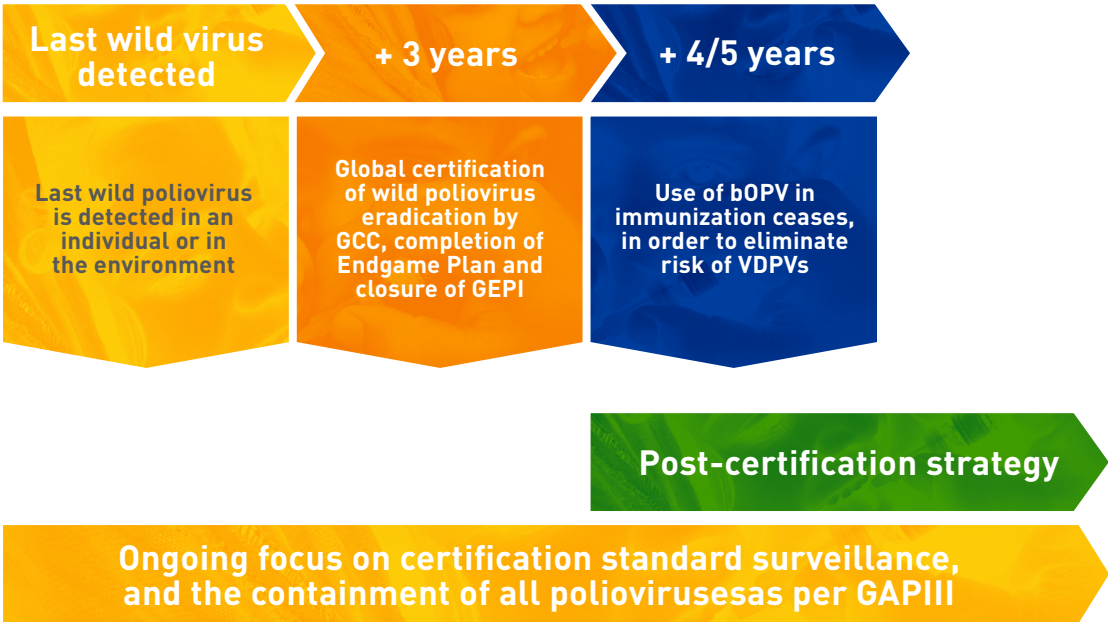 Last wild virus
detected
+ 3 years
+ 4/5 years
Last wild poliovirus
is detected in an
individual or in
the environment
Global certification
of wild poliovirus
eradication by
GCC, completion of
Endgame Plan and
closure of GEPI
Use of bOPV in
immunization ceases,
in order to eliminate
risk of VDPVs
Post-certification strategy
Ongoing focus on certification standard surveillance,
and the containment of all poliovirusesas per GAPIII